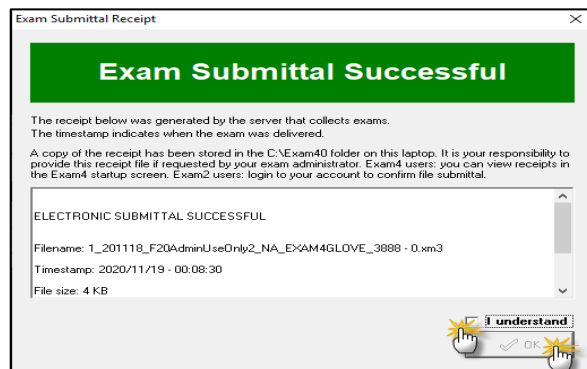 Exam Submittal Receipt
Exam Submittal Successful
The receipt below was generated by the server that collects exams.
The timestamp indicates when the exam was delivered.
A copy of the receipt has been stored in the C:\Exam40 folder on this laptop. It is your responsibility to
provide this receipt file if requested by your exam administrator. Exam4 users: you can view receipts in
the Exam4 startup screen. Exam2 users: login to your account to confirm file submittal.
ELECTRONIC SUBMITTAL SUCCESSFUL
Filename: 1_201118_F20AdminUseOnly2_NA_EXAM4GLOVE_3888 - 0.xm3
Timestamp: 2020/11/19 - 00:08:30
File size: 4 KB
I understand
OK